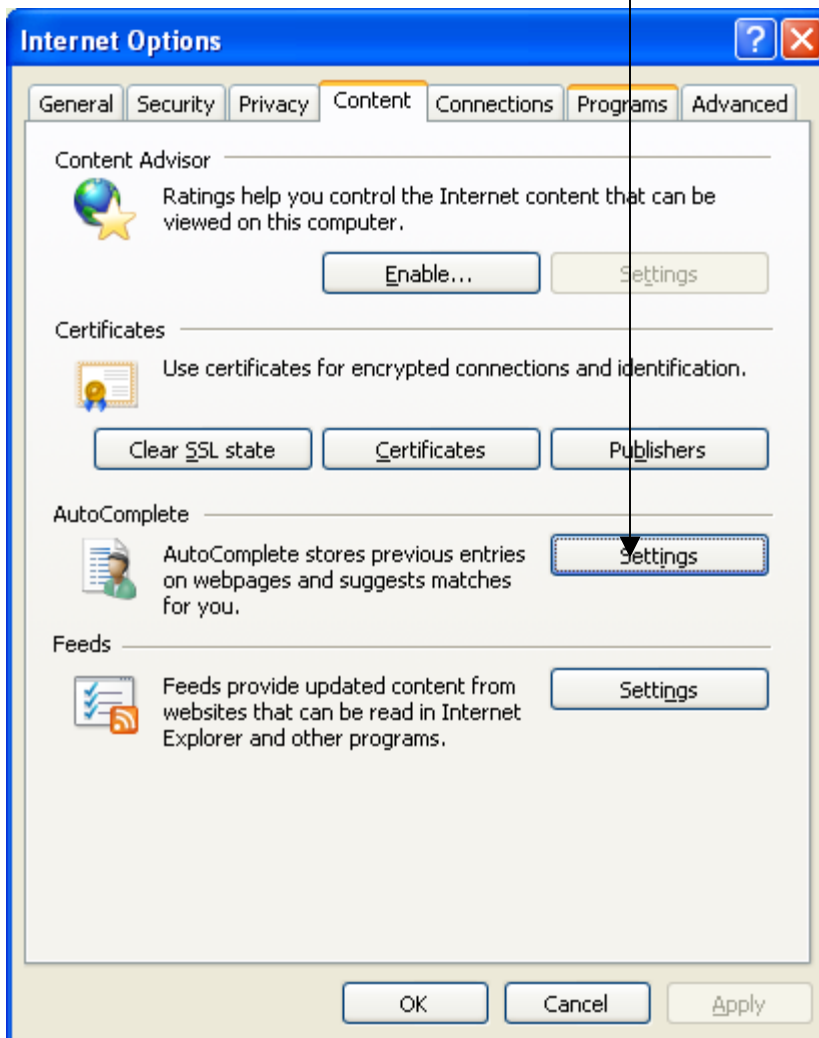 Internet Options
General Security Privacy Content Connections Programs Advanced
Content Advisor
Ratings help you control the Internet content that can be
viewed on this computer.
Enable... Settings
Certificates
Use certificates for encrypted connections and identification.
Clear SSL state Certificates Publishers
AutoComplete
AutoComplete stores previous entries
on webpages and suggests matches
for you.
Settings
Feeds
Feeds provide updated content from
websites that can be read in Internet
Explorer and other programs.
Settings
OK Cancel Apply